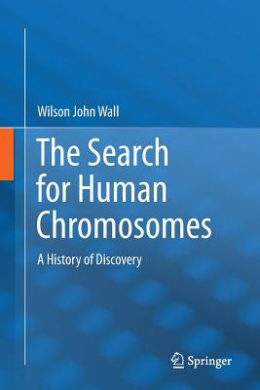 Wilson John Wall
The Search
for Human
Chromosomes
A History of Discovery
Springer